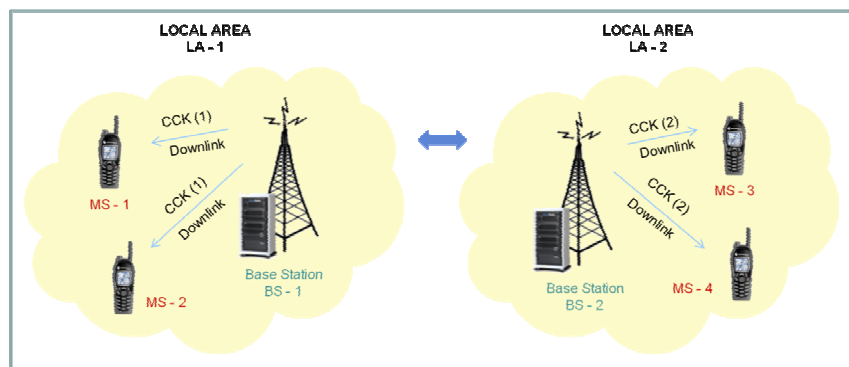 LOCAL AREA
LA - 1
CCK (1)
Downlink
MS - 1
CCK (1)
Downlink
MS - 2
Base Station
BS - 1
LOCAL AREA
LA - 2
CCK (2)
Downlink
MS - 3
CCK (2)
Downlink
MS - 4
Base Station
BS - 2